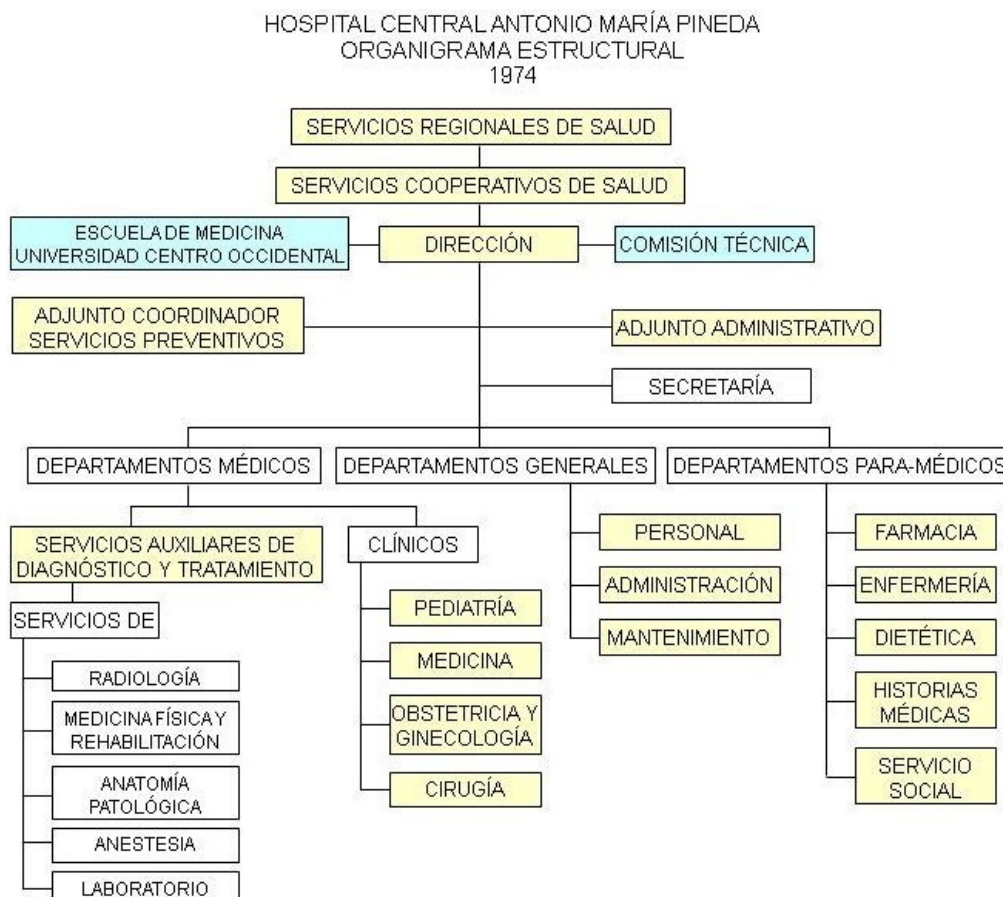 HOSPITAL CENTRAL ANTONIO MARÍA PINEDA
ORGANIGRAMA ESTRUCTURAL
1974
SERVICIOS REGIONALES DE SALUD
SERVICIOS COOPERATIVOS DE SALUD
ESCUELA DE MEDICINA
UNIVERSIDAD CENTRO OCCIDENTAL
DIRECCIÓN
COMISIÓN TÉCNICA
ADJUNTO COORDINADOR
SERVICIOS PREVENTIVOS
ADJUNTO ADMINISTRATIVO
SECRETARÍA
DEPARTAMENTOS MÉDICOS
DEPARTAMENTOS GENERALES
DEPARTAMENTOS PARA-MÉDICOS
SERVICIOS AUXILIARES DE
DIAGNÓSTICO Y TRATAMIENTO
SERVICIOS DE
RADIOLOGÍA
MEDICINA FÍSICA Y
REHABILITACIÓN
ANATOMÍA
PATOLÓGICA
ANESTESIA
LABORATORIO
CLÍNICOS
PEDIATRÍA
MEDICINA
OBSTETRICIA Y
GINECOLOGÍA
CIRUGÍA
PERSONAL
ADMINISTRACIÓN
MANTENIMIENTO
FARMACIA
ENFERMERÍA
DIETÉTICA
HISTORIAS
MÉDICAS
SERVICIO
SOCIAL